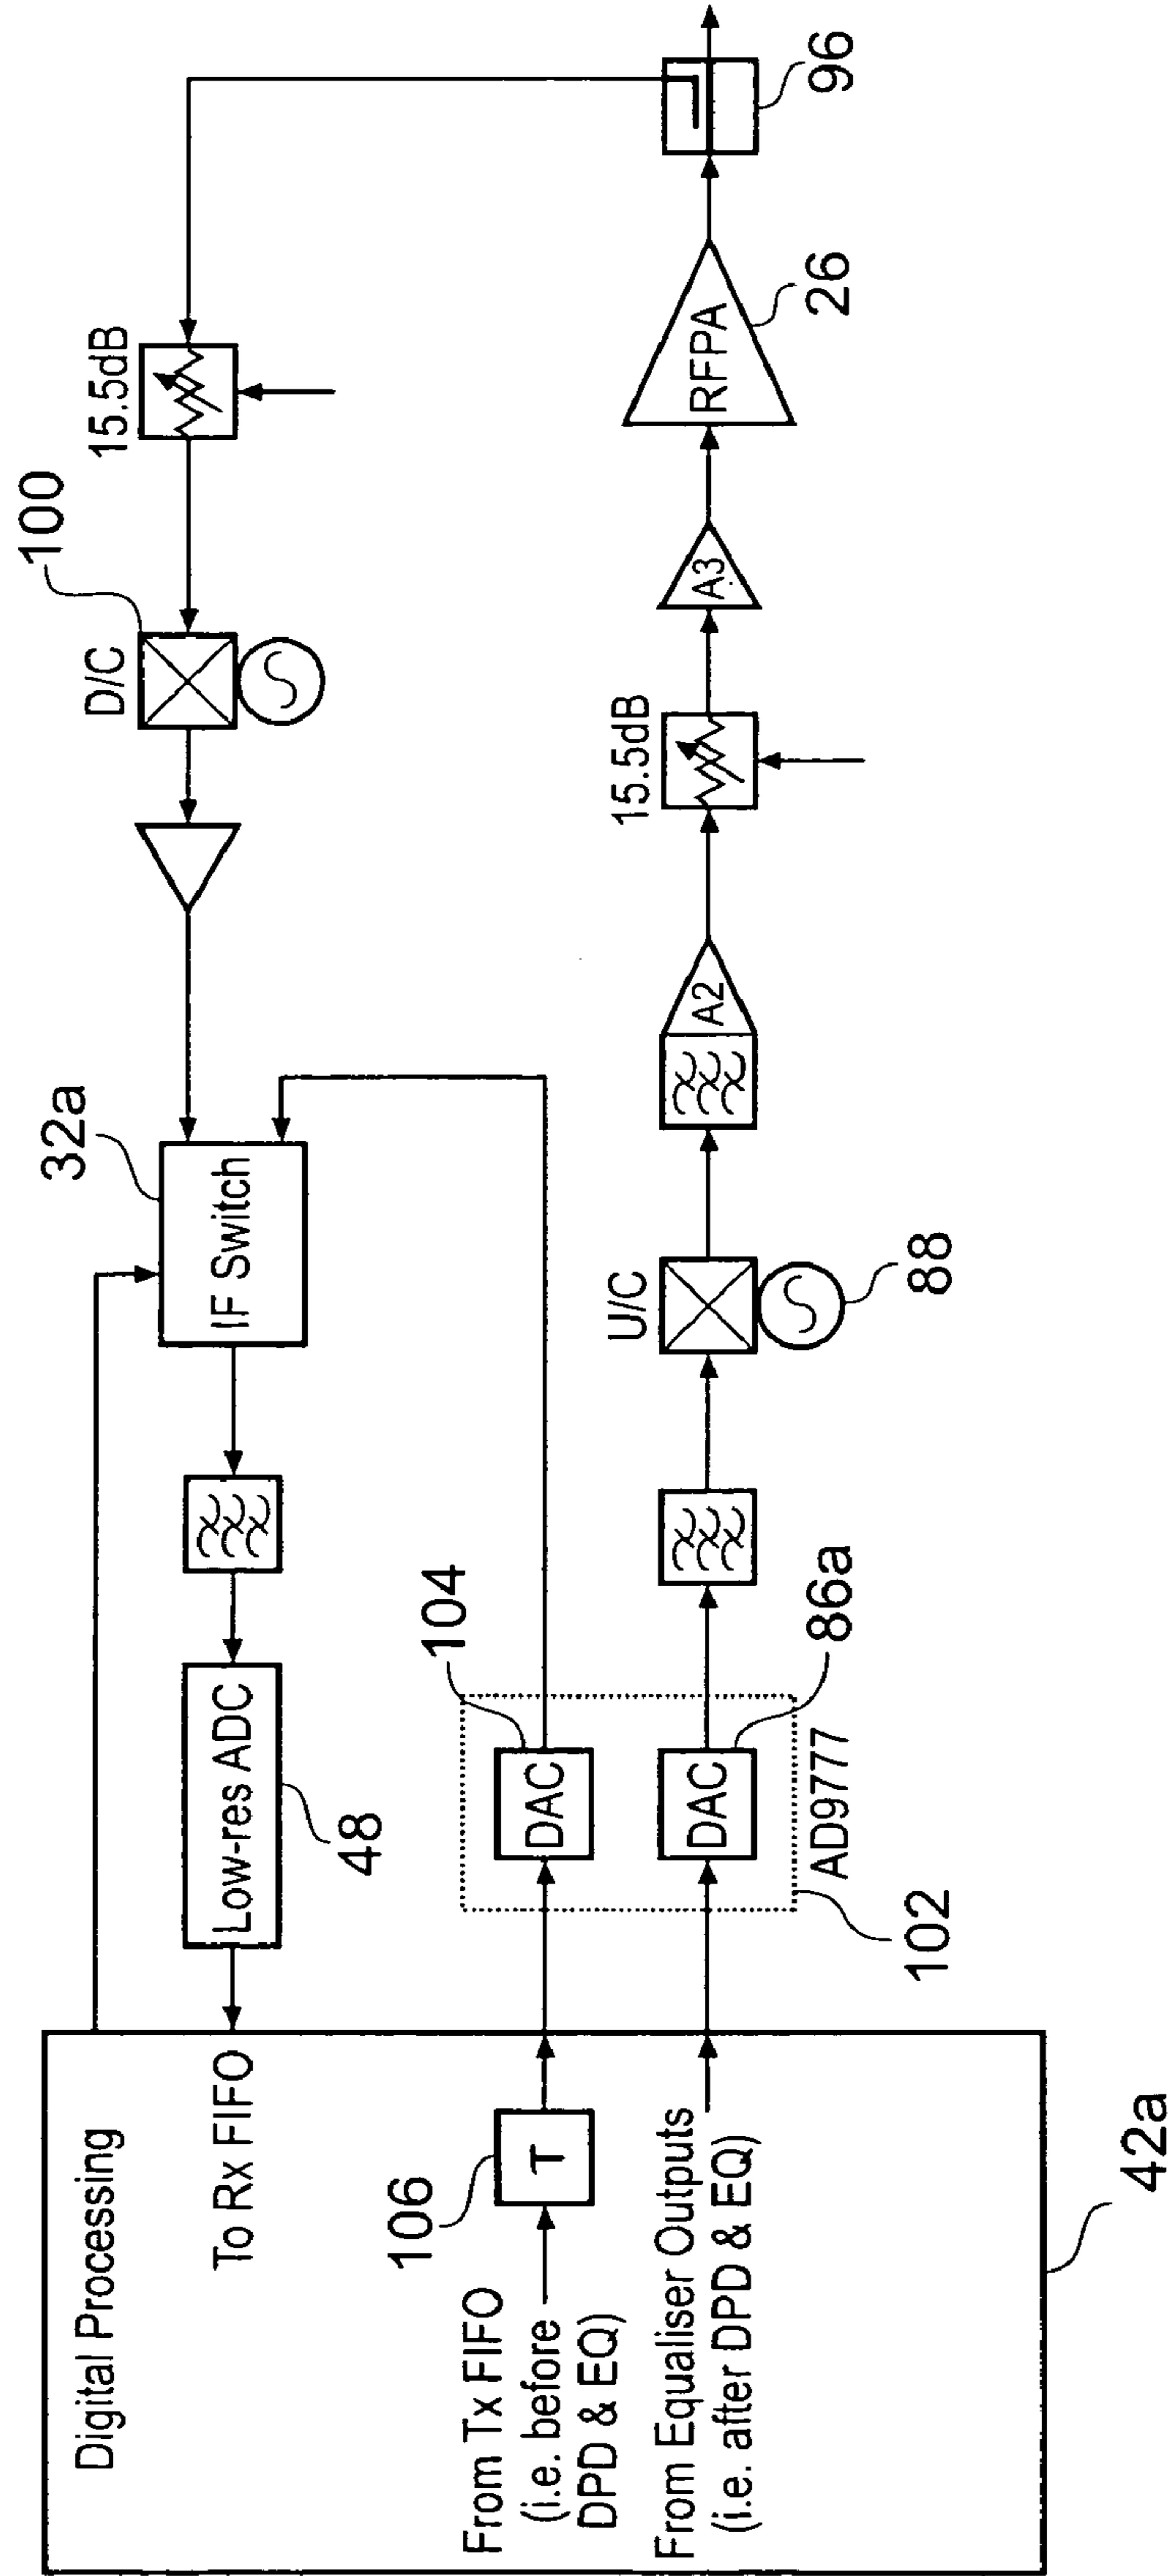 Digital Processing
To Rx FIFO
From Tx FIFO
(i.e. before
DPD & EQ)
106
T
From Equaliser Outputs
(i.e. after DPD & EQ)
42a
Low-res ADC
48
104
DAC
DAC
86a
AD9777
102
32a
IF Switch
U/C
88
A2
15.5dB
A3
RFPA
26
96
15.5dB
100
D/C